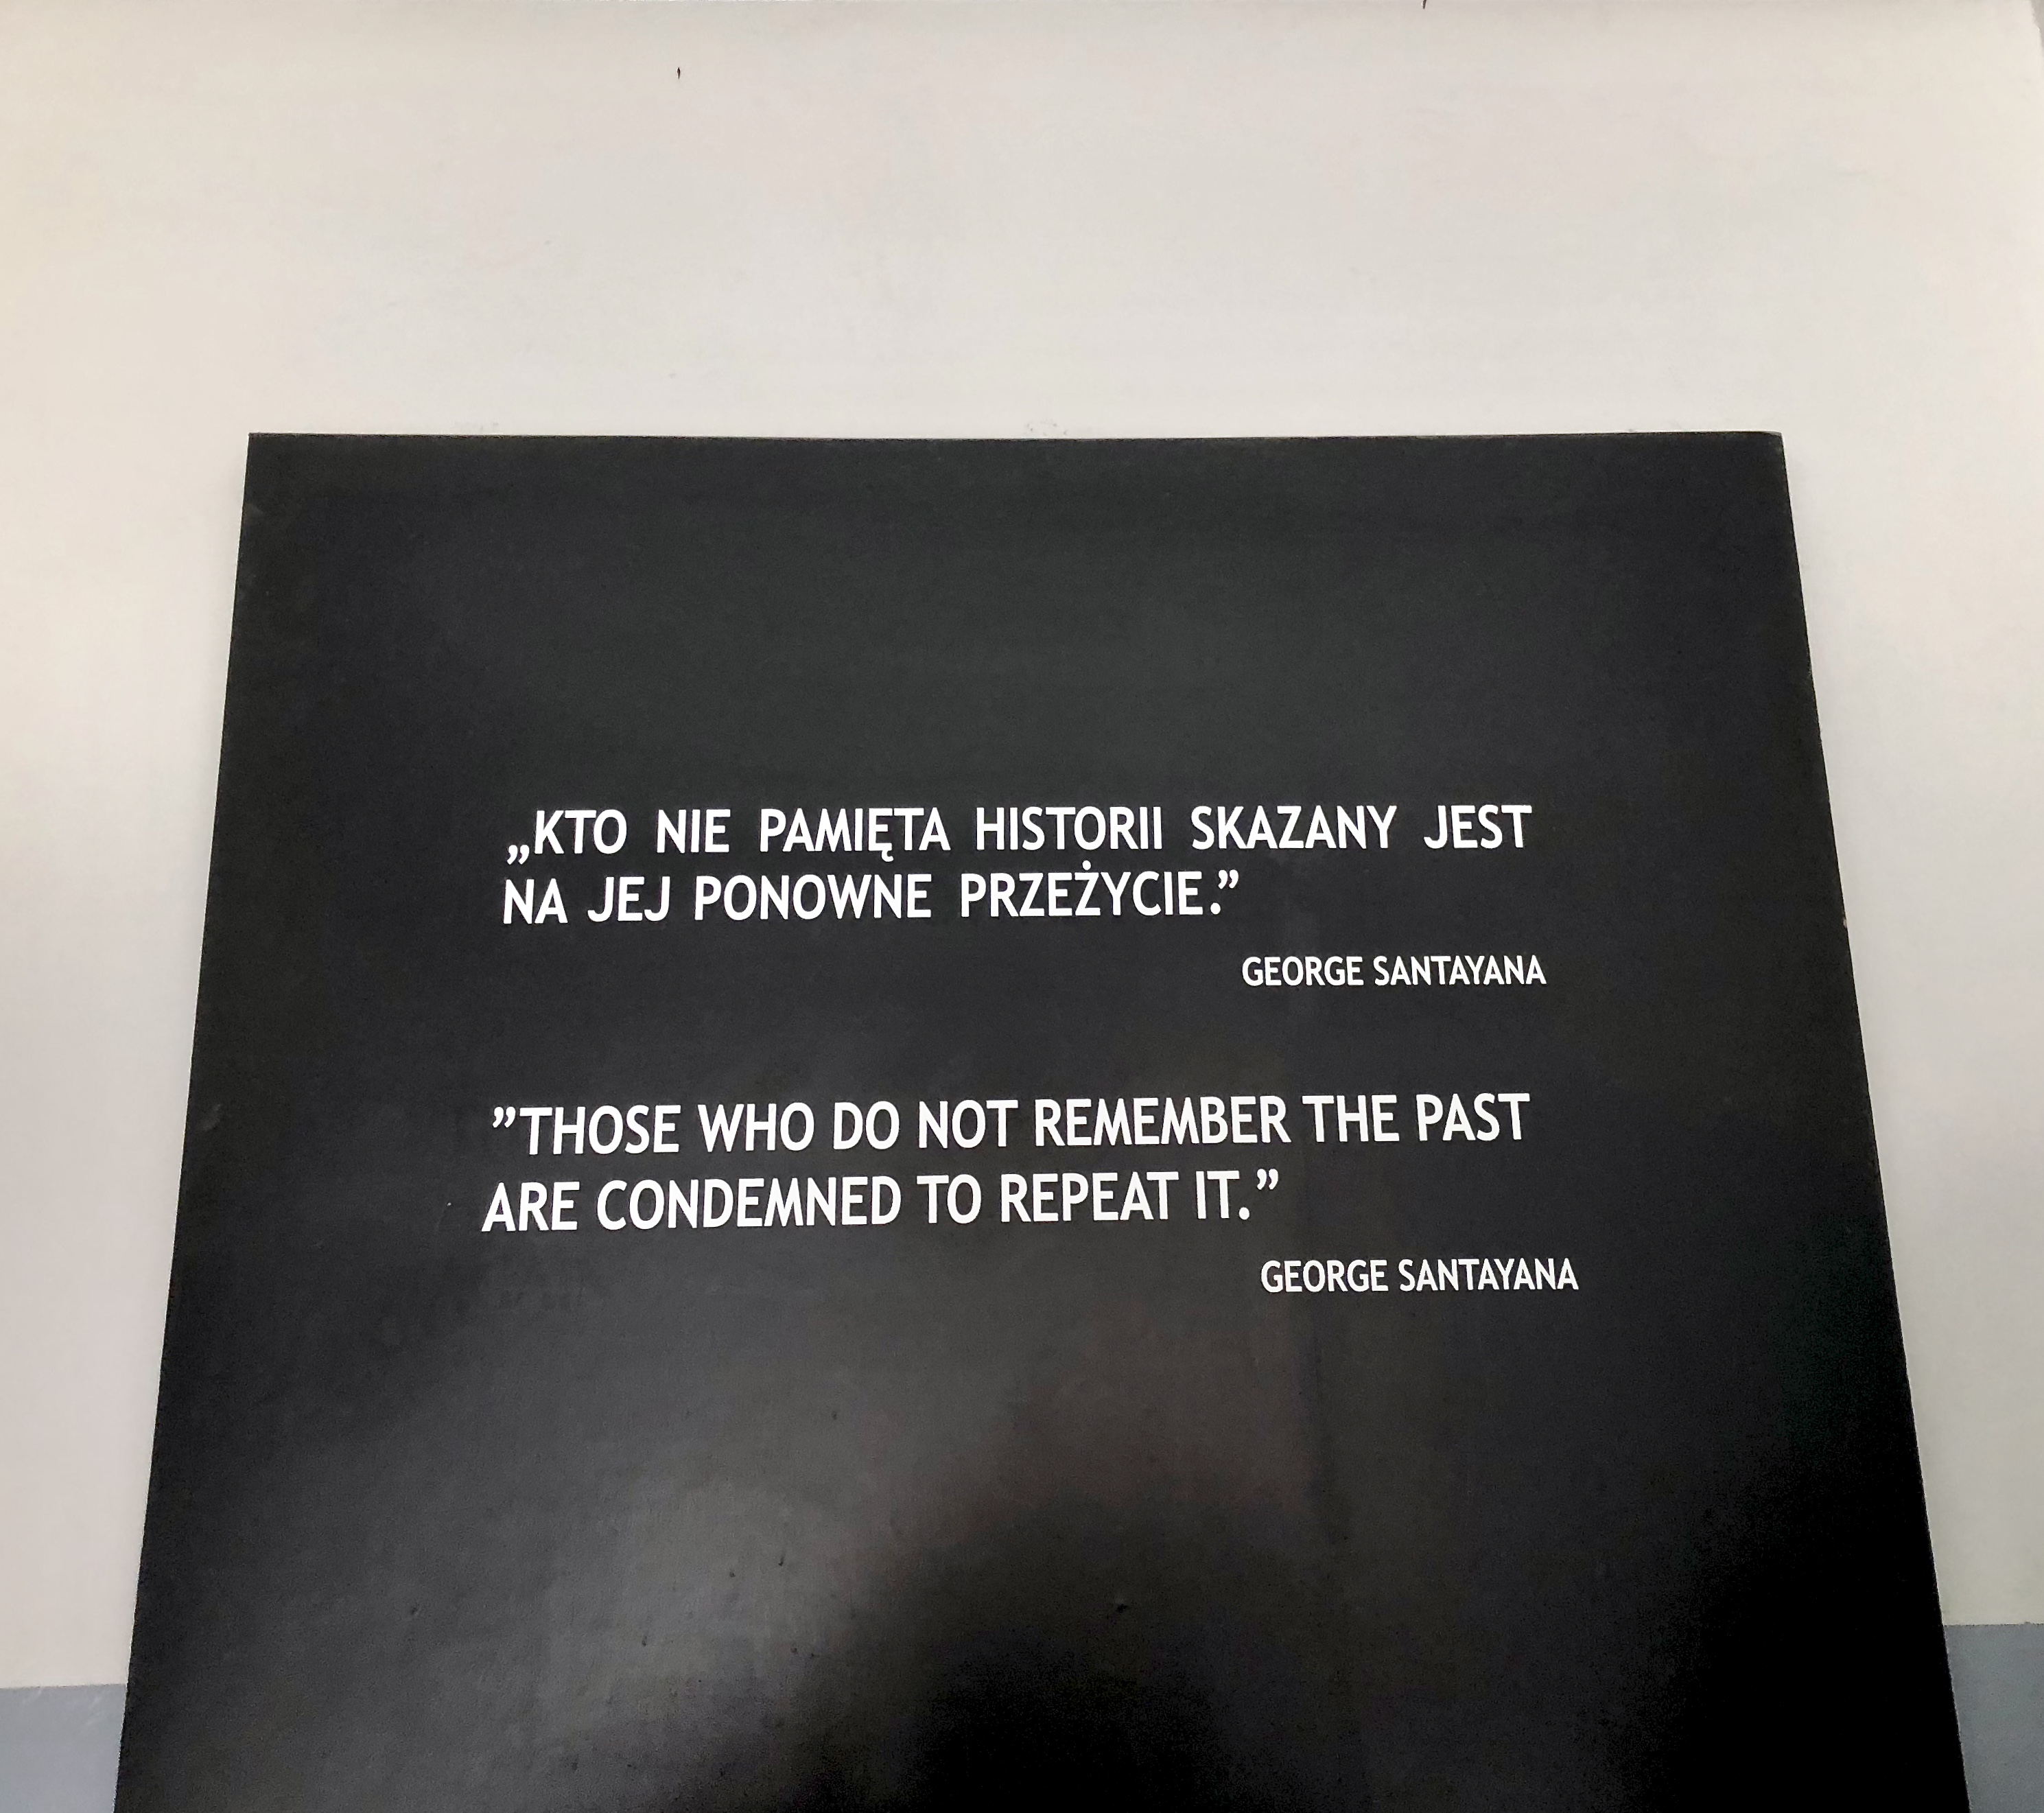 „KTO NIE PAMIĘTA HISTORII SKAZANY JEST
NA JEJ PONOWNE PRZEŻYCIE.”
GEORGE SANTAYANA
”THOSE WHO DO NOT REMEMBER THE PAST
ARE CONDEMNED TO REPEAT IT.”
GEORGE SANTAYANA